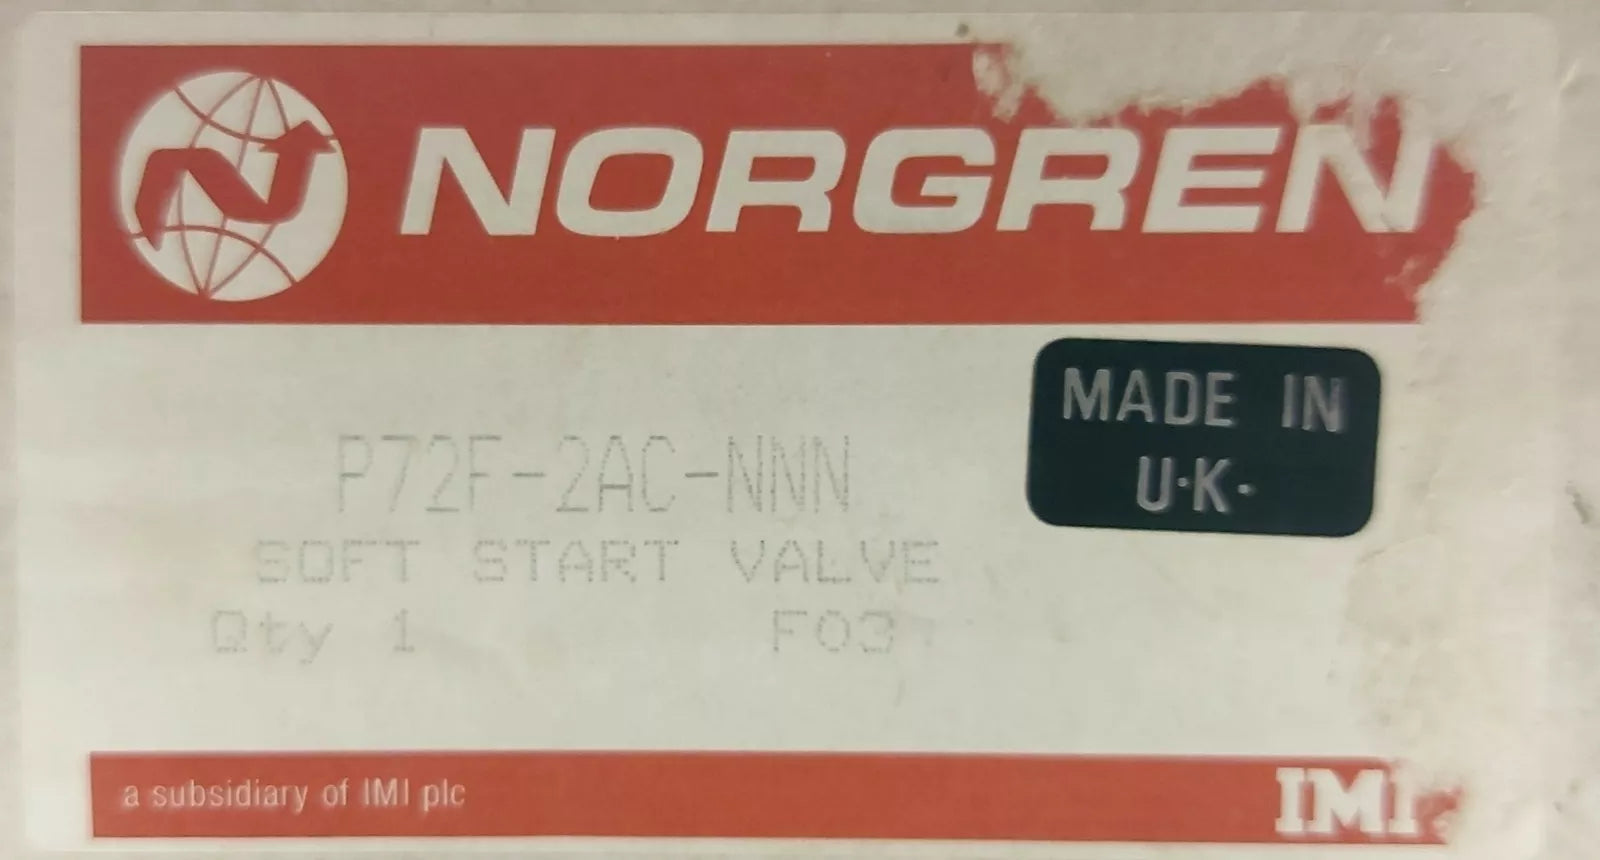 NORGREN
MADE IN
U·K·
P72F-2AC-NNN
SOFT START VALVE
Qty 1 F03
a subsidiary of IMI plc
IMI